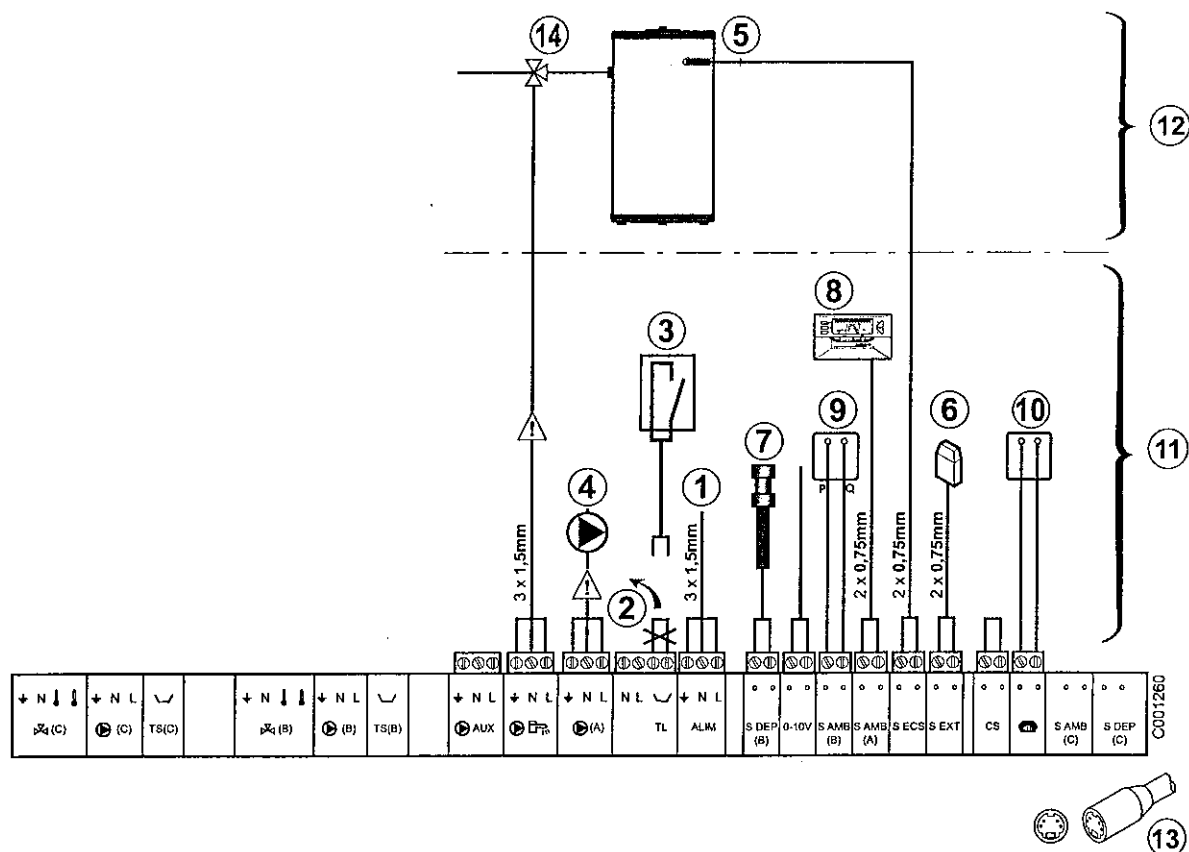 14
5
12
8
3
9
6
10
11
7
4
1
P Q
3 x 1,5mm
2
3 x 1,5mm
2 x 0,75mm
2 x 0,75mm
2 x 0,75mm
N
(C)
N L
(C)
TS(C)
N
(B)
N L
(B)
TS(B)
N L
AUX
N L
N L
(A)
N L
TL
N L
ALIM
S DEP
(B)
0-10V
S AMB
(B)
S AMB
(A)
S ECS
S EXT
CS
S AMB
(C)
S DEP
(C)
C001260
13